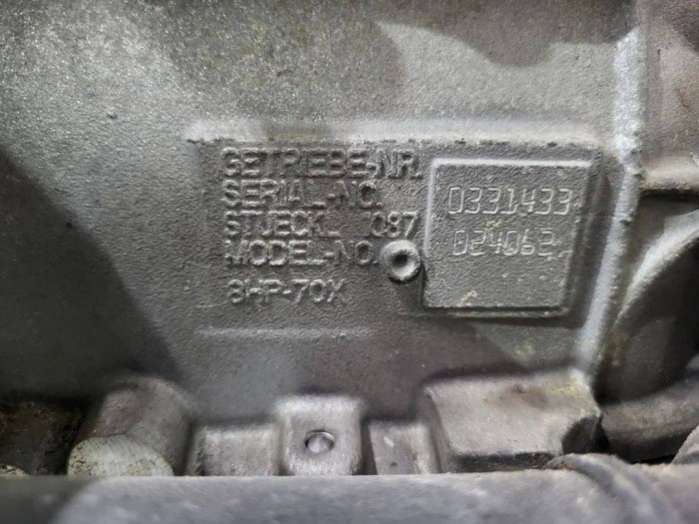 GETRIEBE-NR.
SERIAL-NO.
STUECKL. 087
MODEL-NO.
8HP-70X
0331433
024062